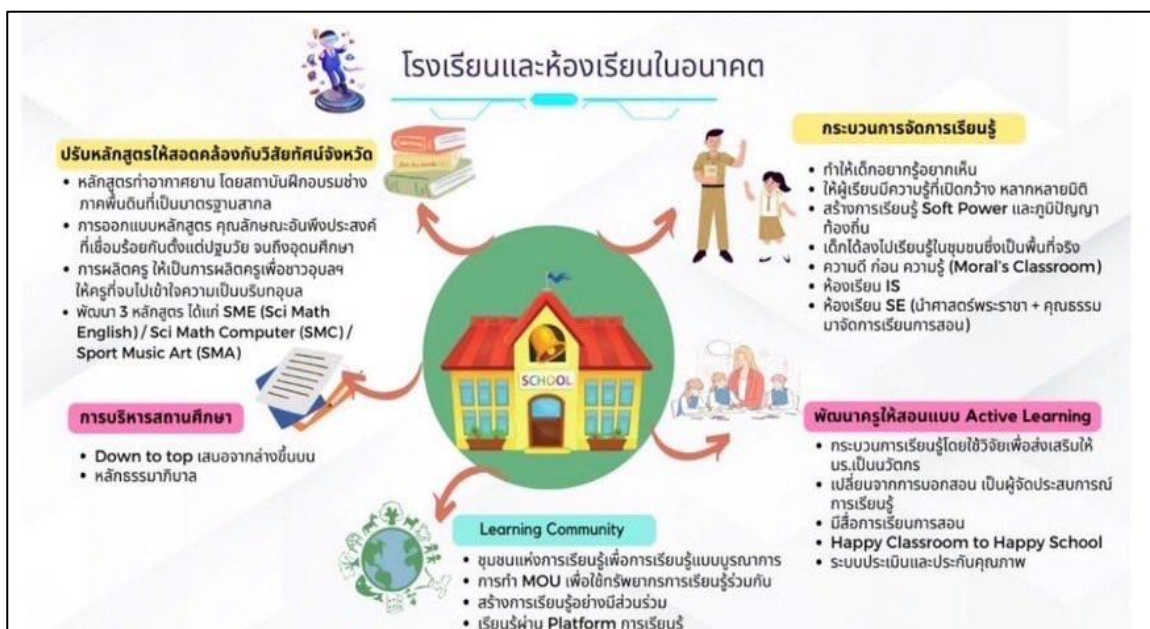 โรงเรียนและห้องเรียนในอนาคต
ปรับหลักสูตรให้สอดคล้องกับวิสัยทัศน์จังหวัด
• หลักสูตรท่าอากาศยาน โดยสถาบันฝึกอบรมช่าง
ภาคพื้นดินที่เป็นมาตรฐานสากล
• การออกแบบหลักสูตร คุณลักษณะอันพึงประสงค์
ที่เชื่อมร้อยกันตั้งแต่ปฐมวัย จนถึงอุดมศึกษา
• การผลิตครู ให้เป็นการผลิตครูเพื่อชาวอุบลฯ
ให้ครูที่จบไปเข้าใจความเป็นบริบทอุบล
• พัฒนา 3 หลักสูตร ได้แก่ SME (Sci Math
English) / Sci Math Computer (SMC) /
Sport Music Art (SMA)
การบริหารสถานศึกษา
• Down to top เสนอจากล่างขึ้นบน
• หลักธรรมาภิบาล
SCHOOL
Learning Community
• ชุมชนแห่งการเรียนรู้เพื่อการเรียนรู้แบบบูรณาการ
• การทำ MOU เพื่อใช้ทรัพยากรการเรียนรู้ร่วมกัน
• สร้างการเรียนรู้อย่างมีส่วนร่วม
• เรียนรู้ผ่าน Platform การเรียนรู้
กระบวนการจัดการเรียนรู้
• ทำให้เด็กอยากรู้อยากเห็น
• ให้ผู้เรียนมีความรู้ที่เปิดกว้าง หลากหลายมิติ
• สร้างการเรียนรู้ Soft Power และภูมิปัญญา
ท้องถิ่น
• เด็กได้ลงไปเรียนรู้ในชุมชนซึ่งเป็นพื้นที่จริง
• ความดี ก่อน ความรู้ (Moral's Classroom)
• ห้องเรียน IS
• ห้องเรียน SE (นำศาสตร์พระราชา + คุณธรรม
มาจัดการเรียนการสอน)
พัฒนาครูให้สอนแบบ Active Learning
• กระบวนการเรียนรู้โดยใช้วิจัยเพื่อส่งเสริมให้
นร.เป็นนวัตกร
• เปลี่ยนจากการบอกสอน เป็นผู้จัดประสบการณ์
การเรียนรู้
• มีสื่อการเรียนการสอน
• Happy Classroom to Happy School
• ระบบประเมินและประกันคุณภาพ